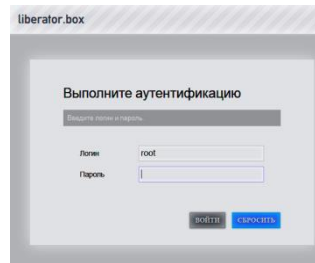 liberator.box
Выполните аутентификацию
Введите логин и пароль
Логин root
Пароль
ВОЙТИ СБРОСИТЬ